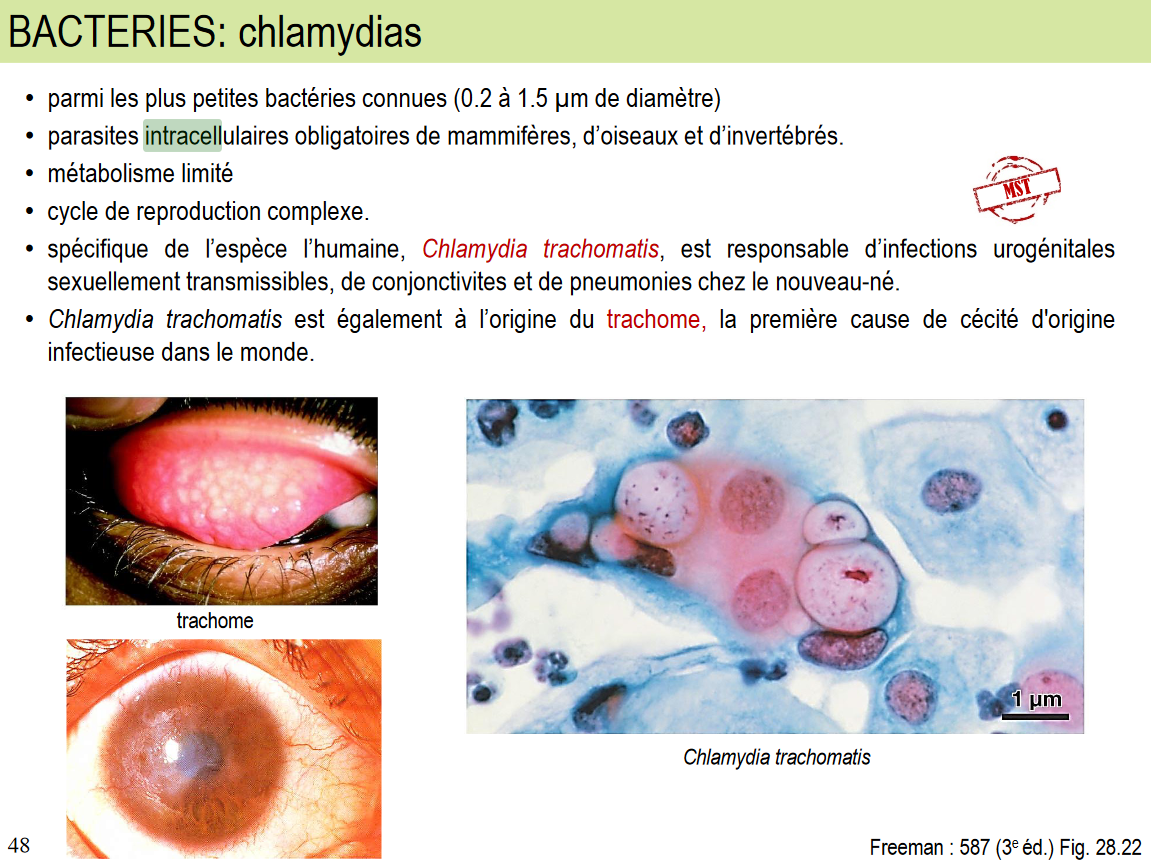 BACTERIES: chlamydias
• parmi les plus petites bactéries connues (0.2 à 1.5 µm de diamètre)
• parasites intracellulaires obligatoires de mammifères, d’oiseaux et d’invertébrés.
• métabolisme limité
MST
• cycle de reproduction complexe.
• spécifique de l’espèce l’humaine, Chlamydia trachomatis, est responsable d’infections urogénitales
sexuellement transmissibles, de conjonctivites et de pneumonies chez le nouveau-né.
• Chlamydia trachomatis est également à l’origine du trachome, la première cause de cécité d'origine
infectieuse dans le monde.
trachome
1 µm
Chlamydia trachomatis
48
Freeman : 587 (3e éd.) Fig. 28.22